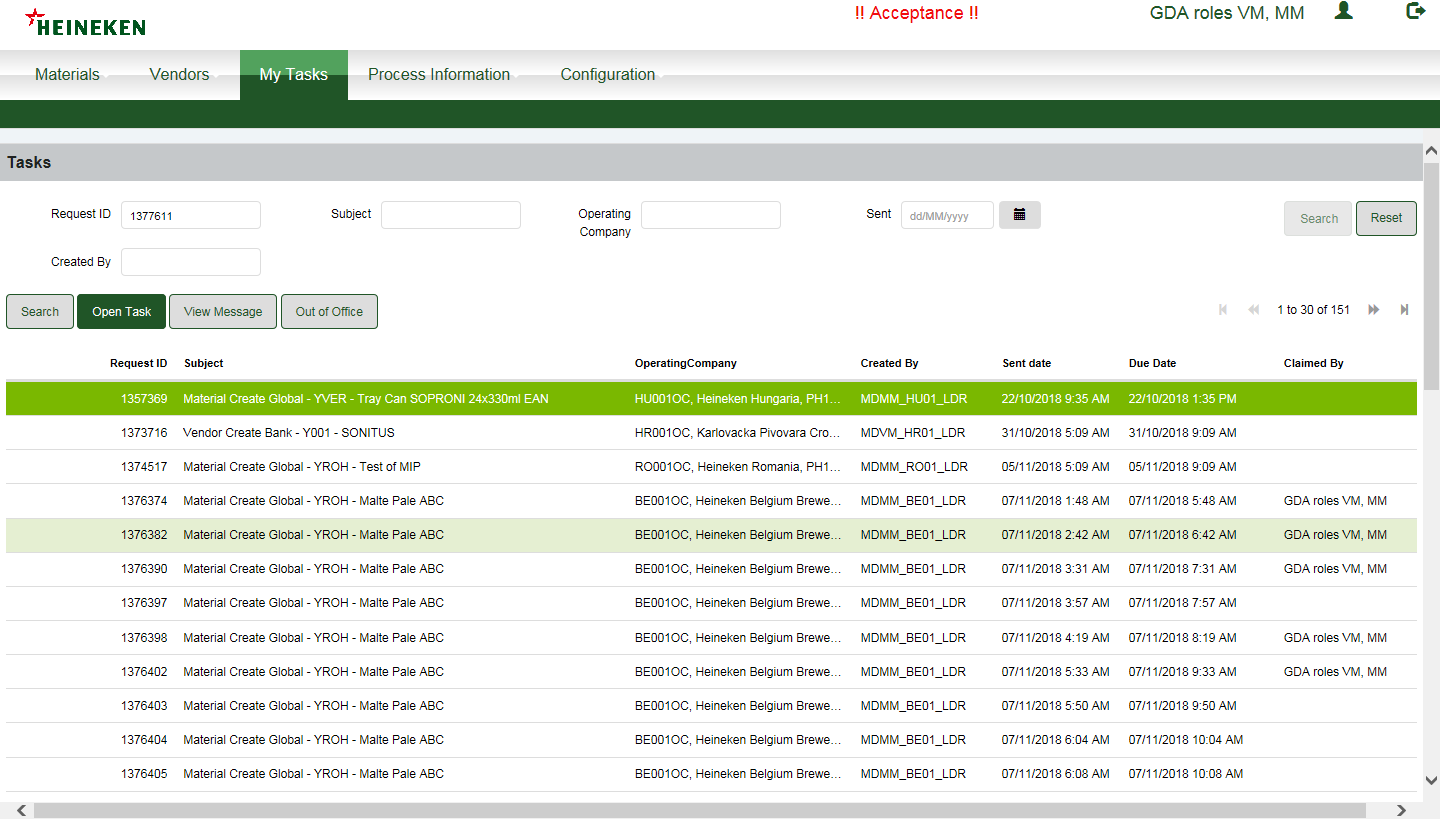 HEINEKEN !! Acceptance !! GDA roles VM, MM
Materials Vendors My Tasks Process Information Configuration
Tasks
Request ID 1377611 Subject Operating Company Sent dd/MM/yyyy Search Reset
Created By
Search Open Task View Message Out of Office 1 to 30 of 151
Request ID Subject OperatingCompany Created By Sent date Due Date Claimed By
1357369 Material Create Global - YVER - Tray Can SOPRONI 24x330ml EAN HU001OC, Heineken Hungaria, PH1... MDMM_HU01_LDR 22/10/2018 9:35 AM 22/10/2018 1:35 PM
1373716 Vendor Create Bank - Y001 - SONITUS HR001OC, Karlovacka Pivovara Cro... MDVM_HR01_LDR 31/10/2018 5:09 AM 31/10/2018 9:09 AM
1374517 Material Create Global - YROH - Test of MIP RO001OC, Heineken Romania, PH1... MDMM_RO01_LDR 05/11/2018 5:09 AM 05/11/2018 9:09 AM
1376374 Material Create Global - YROH - Malte Pale ABC BE001OC, Heineken Belgium Brewe... MDMM_BE01_LDR 07/11/2018 1:48 AM 07/11/2018 5:48 AM GDA roles VM, MM
1376382 Material Create Global - YROH - Malte Pale ABC BE001OC, Heineken Belgium Brewe... MDMM_BE01_LDR 07/11/2018 2:42 AM 07/11/2018 6:42 AM GDA roles VM, MM
1376390 Material Create Global - YROH - Malte Pale ABC BE001OC, Heineken Belgium Brewe... MDMM_BE01_LDR 07/11/2018 3:31 AM 07/11/2018 7:31 AM GDA roles VM, MM
1376397 Material Create Global - YROH - Malte Pale ABC BE001OC, Heineken Belgium Brewe... MDMM_BE01_LDR 07/11/2018 3:57 AM 07/11/2018 7:57 AM
1376398 Material Create Global - YROH - Malte Pale ABC BE001OC, Heineken Belgium Brewe... MDMM_BE01_LDR 07/11/2018 4:19 AM 07/11/2018 8:19 AM GDA roles VM, MM
1376402 Material Create Global - YROH - Malte Pale ABC BE001OC, Heineken Belgium Brewe... MDMM_BE01_LDR 07/11/2018 5:33 AM 07/11/2018 9:33 AM GDA roles VM, MM
1376403 Material Create Global - YROH - Malte Pale ABC BE001OC, Heineken Belgium Brewe... MDMM_BE01_LDR 07/11/2018 5:50 AM 07/11/2018 9:50 AM
1376404 Material Create Global - YROH - Malte Pale ABC BE001OC, Heineken Belgium Brewe... MDMM_BE01_LDR 07/11/2018 6:04 AM 07/11/2018 10:04 AM
1376405 Material Create Global - YROH - Malte Pale ABC BE001OC, Heineken Belgium Brewe... MDMM_BE01_LDR 07/11/2018 6:08 AM 07/11/2018 10:08 AM